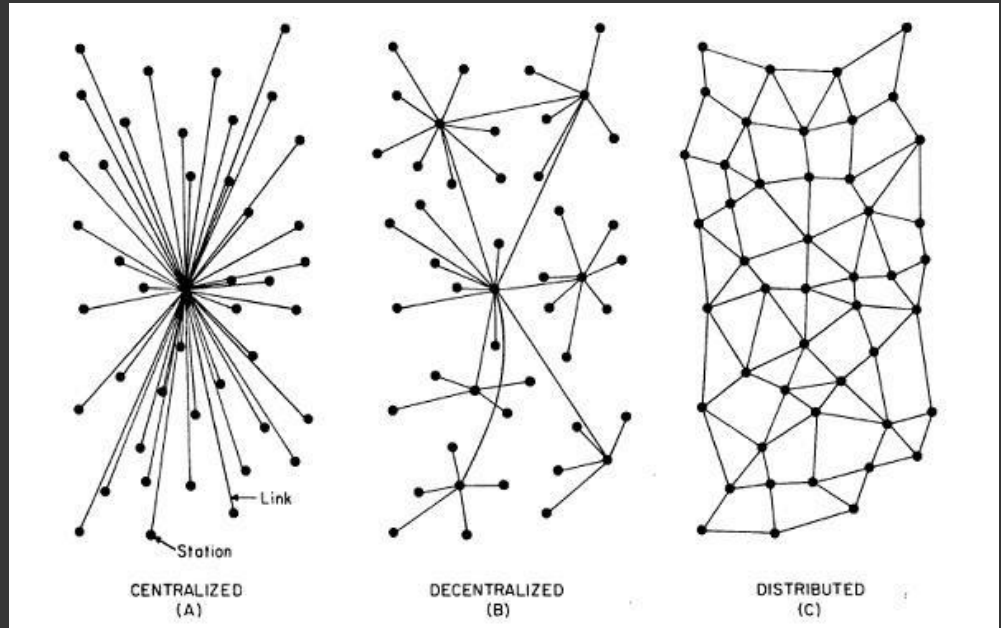 Link
Station
CENTRALIZED
(A)
DECENTRALIZED
(B)
DISTRIBUTED
(C)